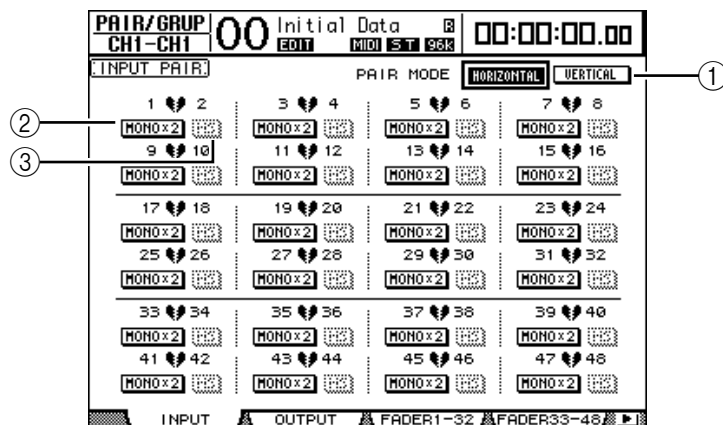 PAIR/GRUP 00 Initial Data R 00:00:00.00
CH1-CH1 EDIT MIDI ST 96k
INPUT PAIR PAIR MODE HORIZONTAL VERTICAL 1
1 2 3 4 5 6 7 8
2 MONO×2 MONO×2 MONO×2 MONO×2
3 9 10 11 12 13 14 15 16
MONO×2 MONO×2 MONO×2 MONO×2
17 18 19 20 21 22 23 24
MONO×2 MONO×2 MONO×2 MONO×2
25 26 27 28 29 30 31 32
MONO×2 MONO×2 MONO×2 MONO×2
33 34 35 36 37 38 39 40
MONO×2 MONO×2 MONO×2 MONO×2
41 42 43 44 45 46 47 48
MONO×2 MONO×2 MONO×2 MONO×2
INPUT OUTPUT FADER1-32 FADER33-48